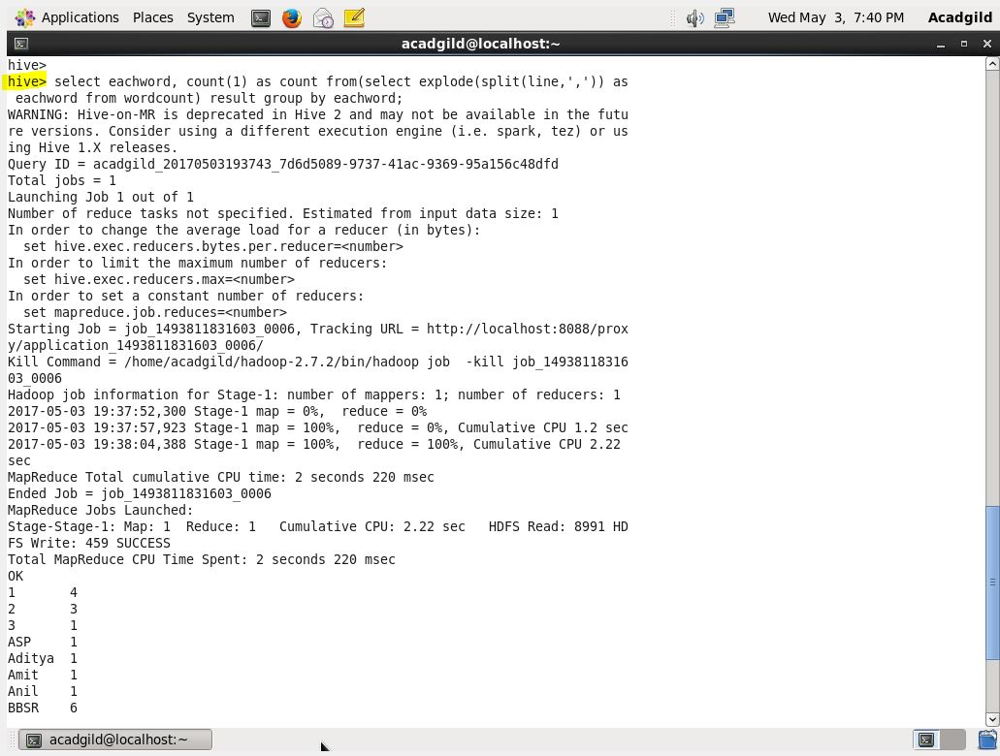 Applications Places System Wed May 3, 7:40 PM Acadgild
acadgild@localhost:~
hive>
hive> select eachword, count(1) as count from(select explode(split(line,',')) as
 eachword from wordcount) result group by eachword;
WARNING: Hive-on-MR is deprecated in Hive 2 and may not be available in the futu
re versions. Consider using a different execution engine (i.e. spark, tez) or us
ing Hive 1.X releases.
Query ID = acadgild_20170503193743_7d6d5089-9737-41ac-9369-95a156c48dfd
Total jobs = 1
Launching Job 1 out of 1
Number of reduce tasks not specified. Estimated from input data size: 1
In order to change the average load for a reducer (in bytes):
  set hive.exec.reducers.bytes.per.reducer=<number>
In order to limit the maximum number of reducers:
  set hive.exec.reducers.max=<number>
In order to set a constant number of reducers:
  set mapreduce.job.reduces=<number>
Starting Job = job_1493811831603_0006, Tracking URL = http://localhost:8088/prox
y/application_1493811831603_0006/
Kill Command = /home/acadgild/hadoop-2.7.2/bin/hadoop job  -kill job_14938118316
03_0006
Hadoop job information for Stage-1: number of mappers: 1; number of reducers: 1
2017-05-03 19:37:52,300 Stage-1 map = 0%,  reduce = 0%
2017-05-03 19:37:57,923 Stage-1 map = 100%,  reduce = 0%, Cumulative CPU 1.2 sec
2017-05-03 19:38:04,388 Stage-1 map = 100%,  reduce = 100%, Cumulative CPU 2.22
sec
MapReduce Total cumulative CPU time: 2 seconds 220 msec
Ended Job = job_1493811831603_0006
MapReduce Jobs Launched:
Stage-Stage-1: Map: 1  Reduce: 1   Cumulative CPU: 2.22 sec   HDFS Read: 8991 HD
FS Write: 459 SUCCESS
Total MapReduce CPU Time Spent: 2 seconds 220 msec
OK
1       4
2       3
3       1
ASP     1
Aditya  1
Amit    1
Anil    1
BBSR    6
acadgild@localhost:~